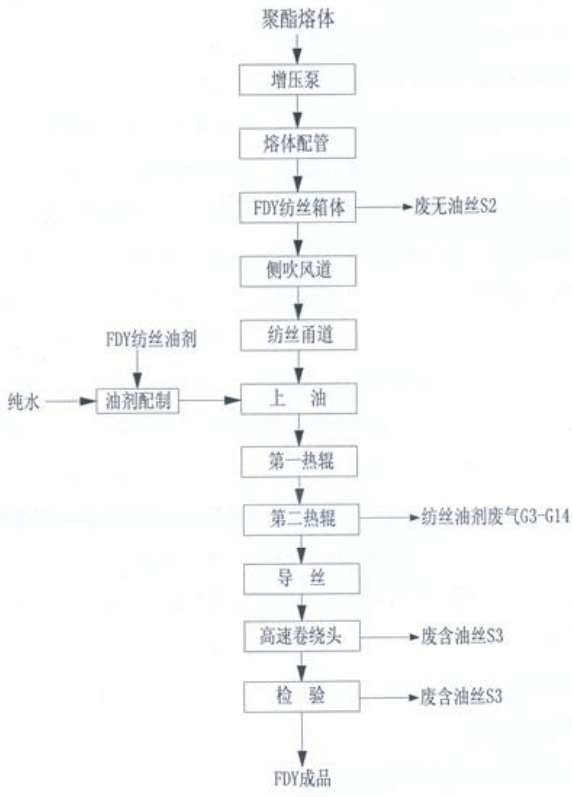 聚酯熔体
增压泵
熔体配管
FDY纺丝箱体
废无油丝S2
侧吹风道
FDY纺丝油剂
纺丝甬道
纯水
油剂配制
上 油
第一热辊
第二热辊
纺丝油剂废气G3-G14
导 丝
高速卷绕头
废含油丝S3
检 验
废含油丝S3
FDY成品